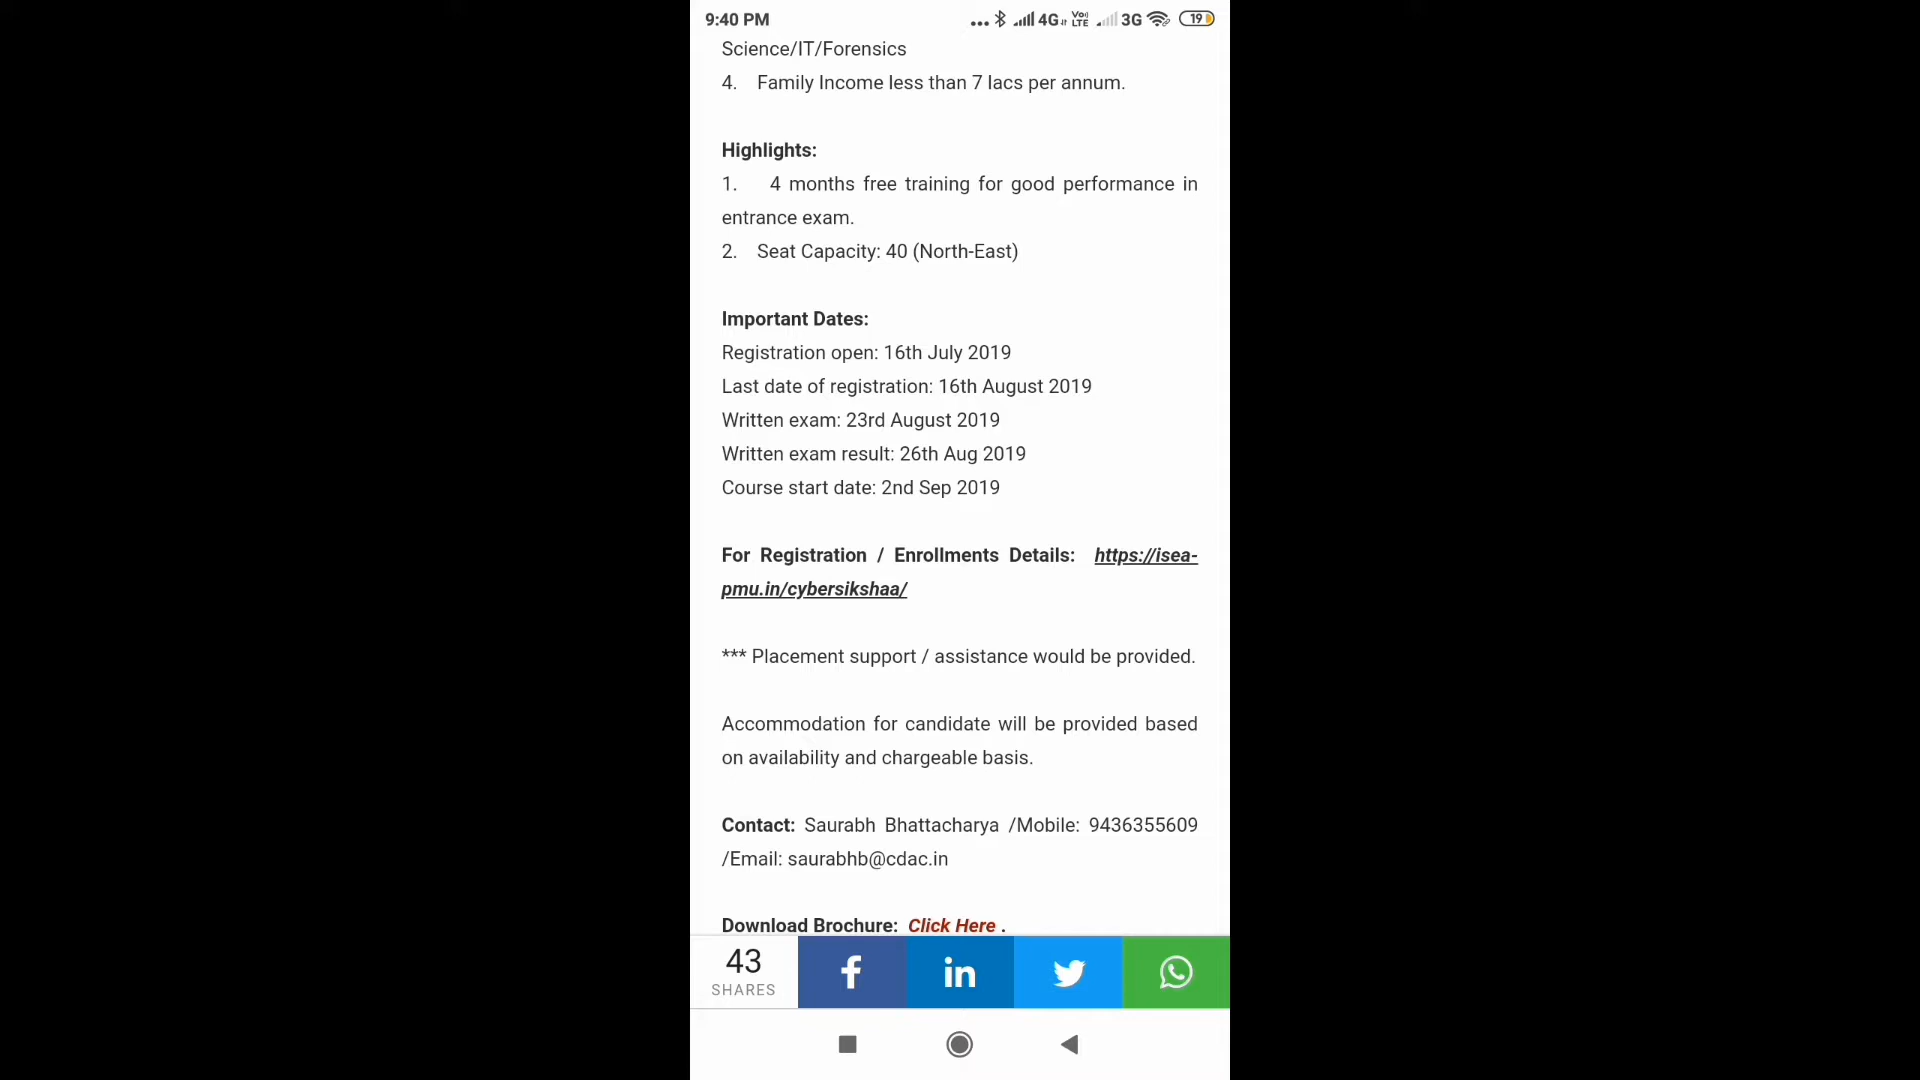 9:40 PM ... 4G Vo) LTE 3G 19
Science/IT/Forensics
4. Family Income less than 7 lacs per annum.
Highlights:
1. 4 months free training for good performance in
entrance exam.
2. Seat Capacity: 40 (North-East)
Important Dates:
Registration open: 16th July 2019
Last date of registration: 16th August 2019
Written exam: 23rd August 2019
Written exam result: 26th Aug 2019
Course start date: 2nd Sep 2019
For Registration / Enrollments Details: https://isea-
pmu.in/cybersikshaa/
*** Placement support / assistance would be provided.
Accommodation for candidate will be provided based
on availability and chargeable basis.
Contact: Saurabh Bhattacharya /Mobile: 9436355609
/Email: saurabhb@cdac.in
Download Brochure: Click Here .
43
SHARES